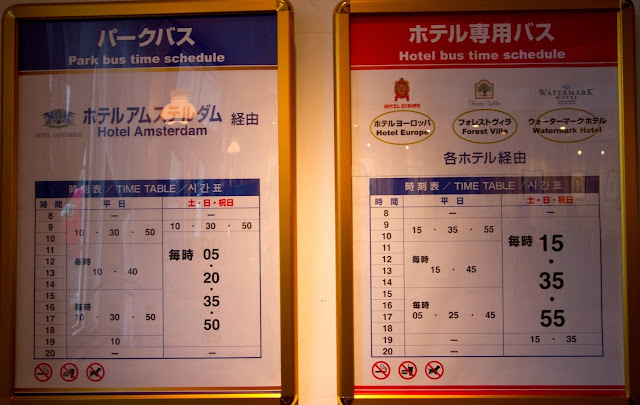 パークバス
Park bus time schedule
HOTEL AMSTERDAM
ホテルアムステルダム 経由
Hotel Amsterdam
時刻表/TIME TABLE/시간표
時間 平日 土・日・祝日
8 —
9 10・30・50 10・30・50
10
11 毎時 05・20・35・50
12 毎時
13 10・40
14
15
16 毎時
17 10・30・50
18
19 10
20 — —
ホテル専用バス
Hotel bus time schedule
HOTEL EUROPE
Forest Villa
WATERMARK HOTEL
ホテルヨーロッパ
Hotel Europe
フォレストヴィラ
Forest Villa
ウォーターマークホテル
Watermark Hotel
各ホテル経由
時刻表/TIME TABLE/시간표
時間 平日 土・日・祝日
8 — —
9 15・35・55
10
11 毎時 15・35・55
12 毎時
13 15・45
14
15
16 毎時
17 05・25・45
18
19 — 15・35
20 — —